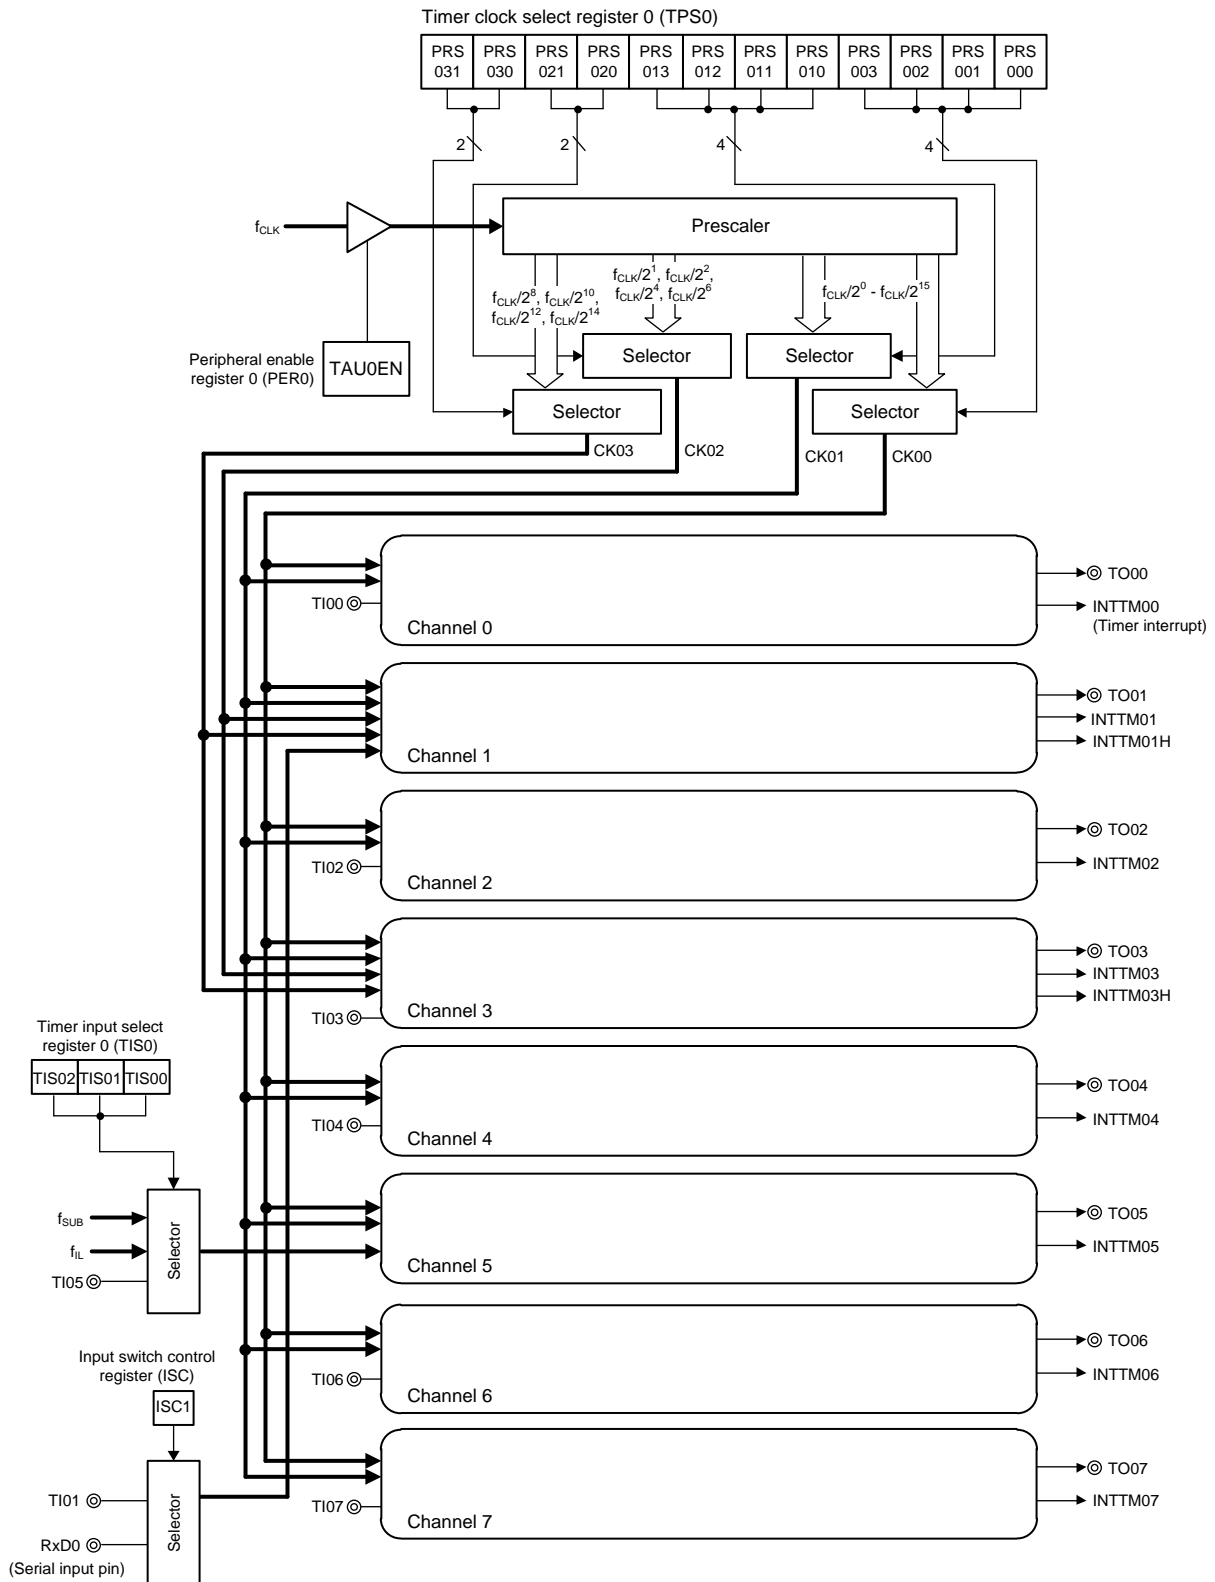 Timer clock select register 0 (TPS0)
PRS 031
PRS 030
PRS 021
PRS 020
PRS 013
PRS 012
PRS 011
PRS 010
PRS 003
PRS 002
PRS 001
PRS 000
2
2
4
4
fCLK
Prescaler
fCLK/2^8, fCLK/2^10,
fCLK/2^12, fCLK/2^14
fCLK/2^1, fCLK/2^2,
fCLK/2^4, fCLK/2^6
fCLK/2^0 - fCLK/2^15
Peripheral enable
register 0 (PER0)
TAU0EN
Selector
Selector
Selector
Selector
CK03
CK02
CK01
CK00
TI00
Channel 0
TO00
INTTM00
(Timer interrupt)
Channel 1
TO01
INTTM01
INTTM01H
TI02
Channel 2
TO02
INTTM02
TI03
Channel 3
TO03
INTTM03
INTTM03H
Timer input select
register 0 (TIS0)
TIS02
TIS01
TIS00
TI04
Channel 4
TO04
INTTM04
fSUB
fIL
TI05
Selector
Channel 5
TO05
INTTM05
Input switch control
register (ISC)
ISC1
TI06
Channel 6
TO06
INTTM06
TI01
RxD0
(Serial input pin)
Selector
TI07
Channel 7
TO07
INTTM07